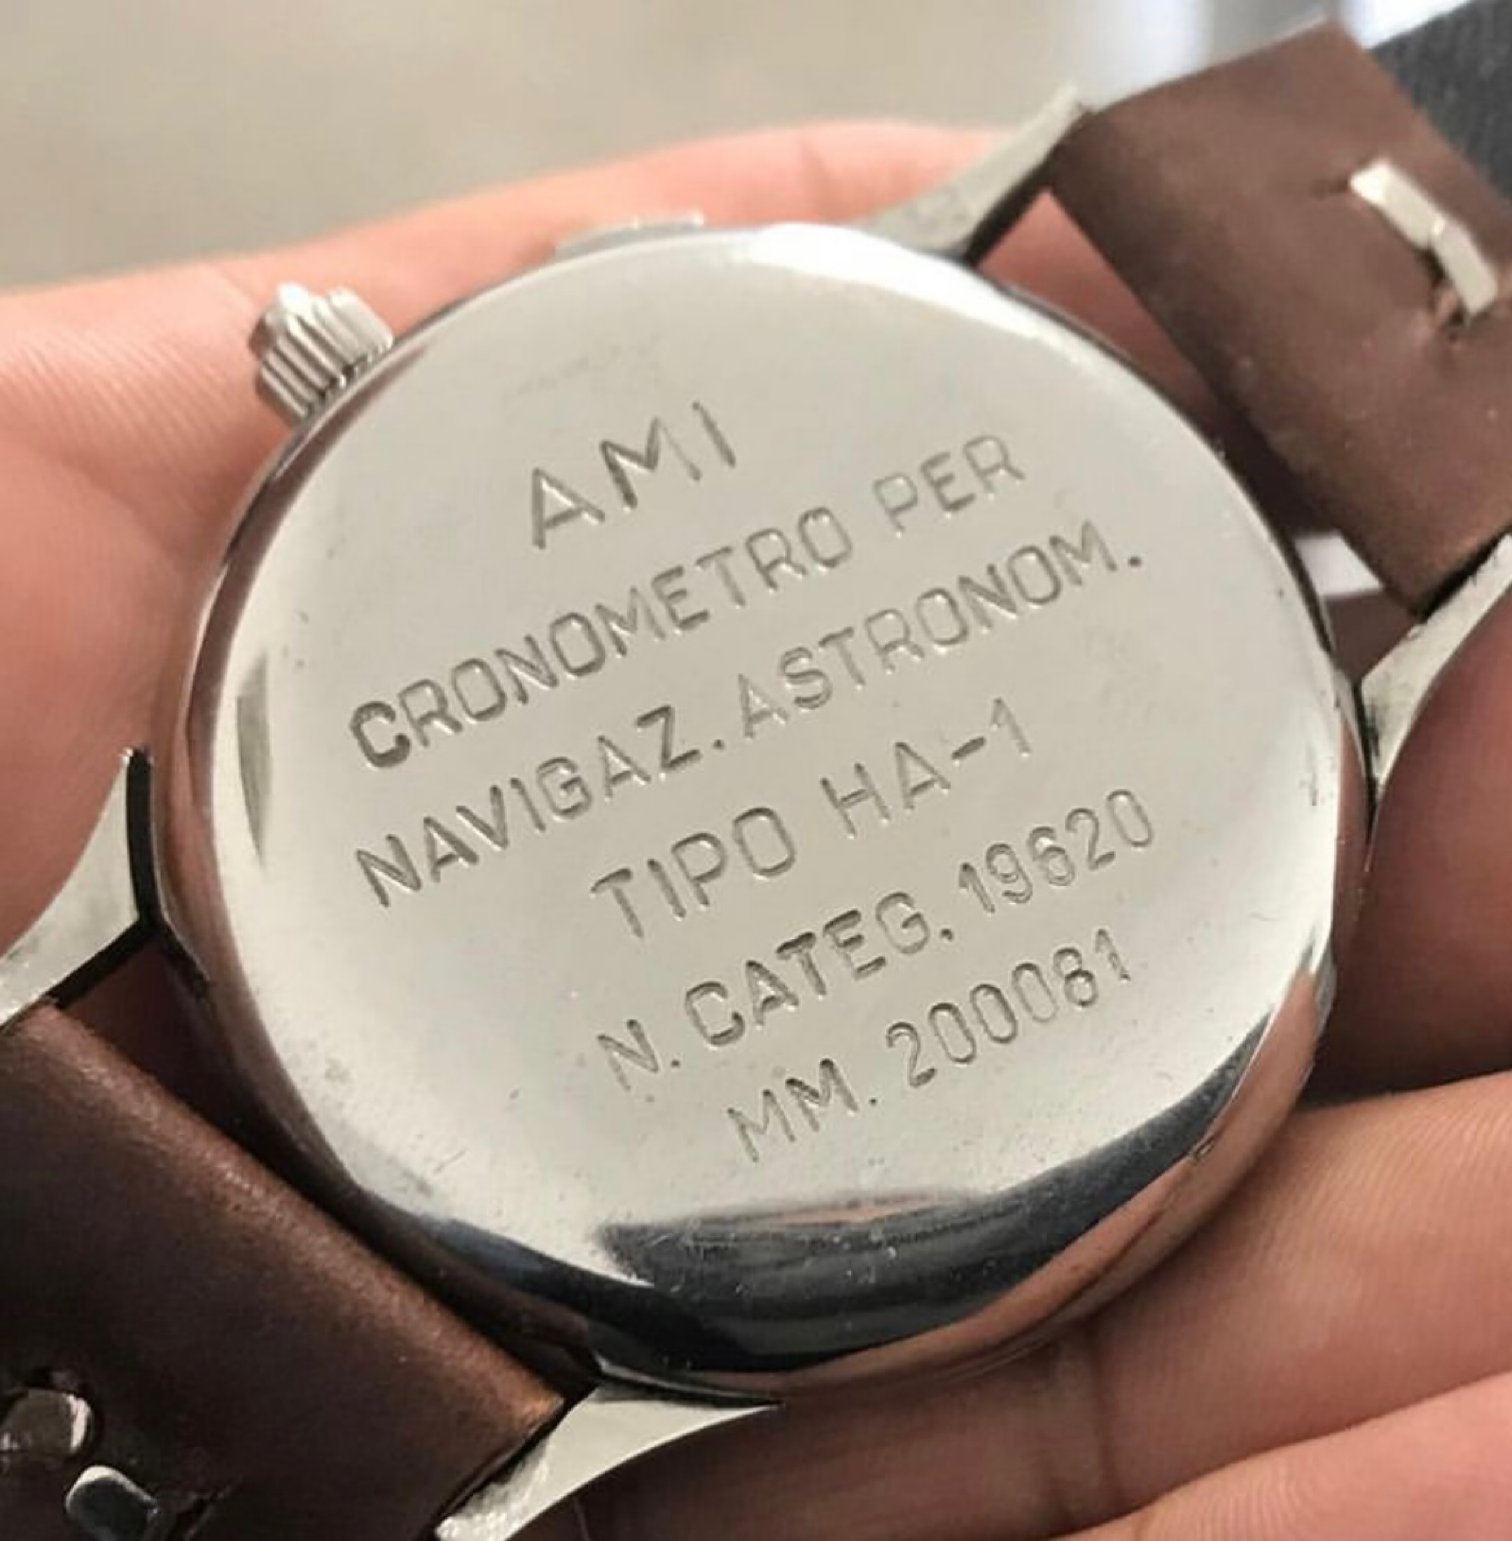 AMI
CRONOMETRO PER
NAVIGAZ. ASTRONOM.
TIPO HA-1
N. CATEG. 19620
MM. 200081